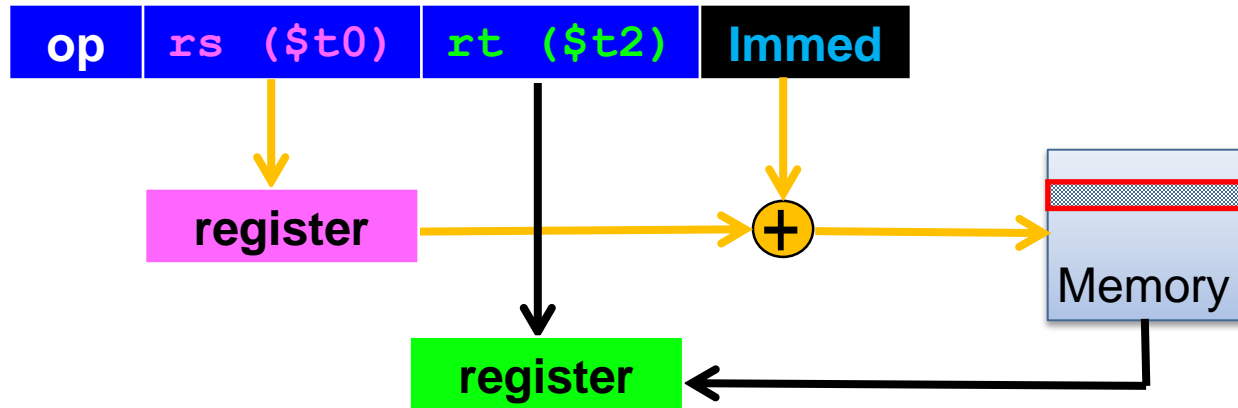 op rs ($t0) rt ($t2) Immed
register
+
Memory
register